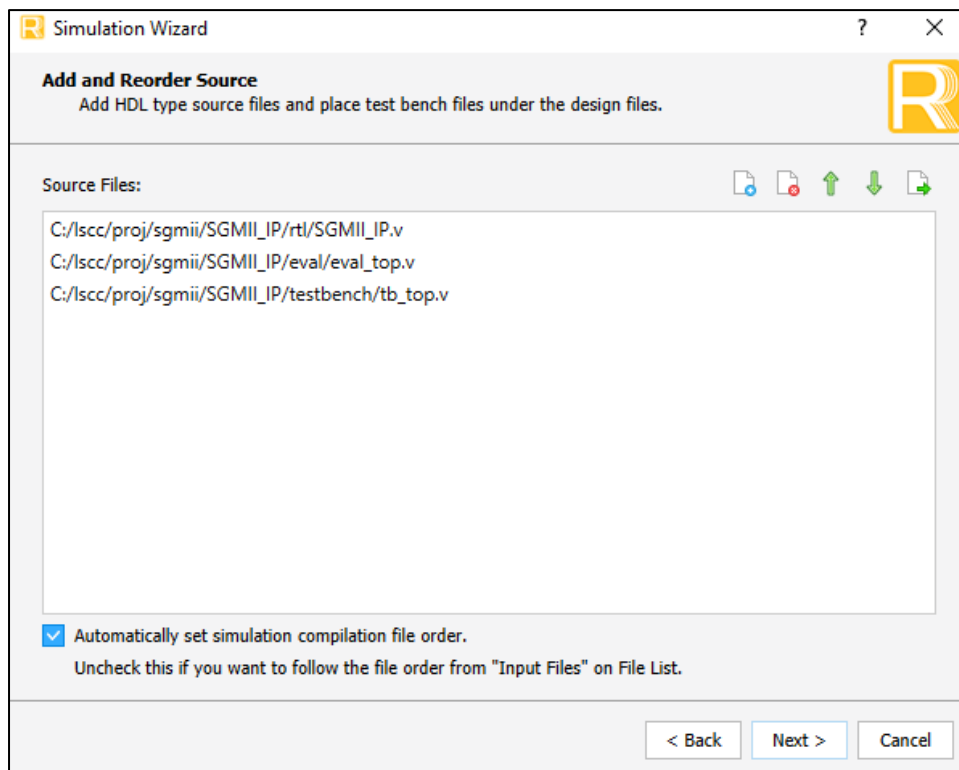 R Simulation Wizard ? X
Add and Reorder Source
Add HDL type source files and place test bench files under the design files.
R
Source Files:
C:/lscc/proj/sgmii/SGMII_IP/rtl/SGMII_IP.v
C:/lscc/proj/sgmii/SGMII_IP/eval/eval_top.v
C:/lscc/proj/sgmii/SGMII_IP/testbench/tb_top.v
Automatically set simulation compilation file order.
Uncheck this if you want to follow the file order from "Input Files" on File List.
< Back Next > Cancel